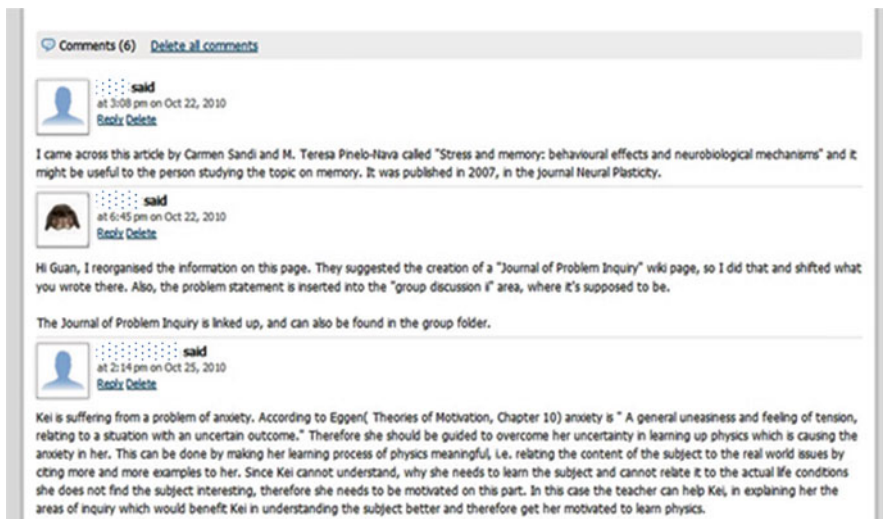 Comments (6) Delete all comments
said
at 3:08 pm on Oct 22, 2010
Reply Delete
I came across this article by Carmen Sandi and M. Teresa Pinelo-Nava called "Stress and memory: behavioural effects and neurobiological mechanisms" and it
might be useful to the person studying the topic on memory. It was published in 2007, in the journal Neural Plasticity.
said
at 6:45 pm on Oct 22, 2010
Reply Delete
Hi Guan, I reorganised the information on this page. They suggested the creation of a "Journal of Problem Inquiry" wiki page, so I did that and shifted what
you wrote there. Also, the problem statement is inserted into the "group discussion ii" area, where it's supposed to be.
The Journal of Problem Inquiry is linked up, and can also be found in the group folder.
said
at 2:14 pm on Oct 25, 2010
Reply Delete
Kei is suffering from a problem of anxiety. According to Eggen( Theories of Motivation, Chapter 10) anxiety is " A general uneasiness and feeling of tension,
relating to a situation with an uncertain outcome." Therefore she should be guided to overcome her uncertainty in learning up physics which is causing the
anxiety in her. This can be done by making her learning process of physics meaningful, i.e. relating the content of the subject to the real world issues by
citing more and more examples to her. Since Kei cannot understand, why she needs to learn the subject and cannot relate it to the actual life conditions
she does not find the subject interesting, therefore she needs to be motivated on this part. In this case the teacher can help Kei, in explaining her the
areas of inquiry which would benefit Kei in understanding the subject better and therefore get her motivated to learn physics.